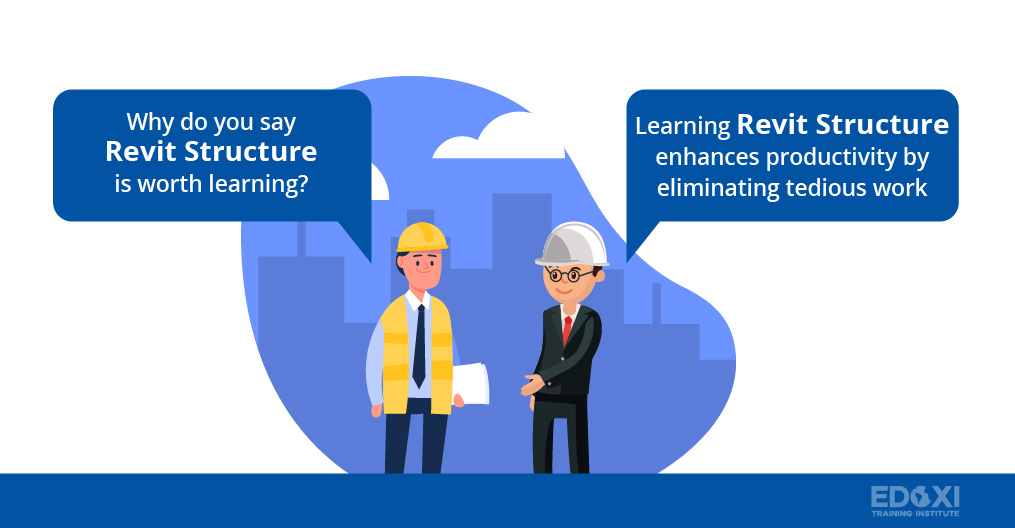 Why do you say
Revit Structure
is worth learning?
Learning Revit Structure
enhances productivity by
eliminating tedious work
EDOXI
TRAINING INSTITUTE